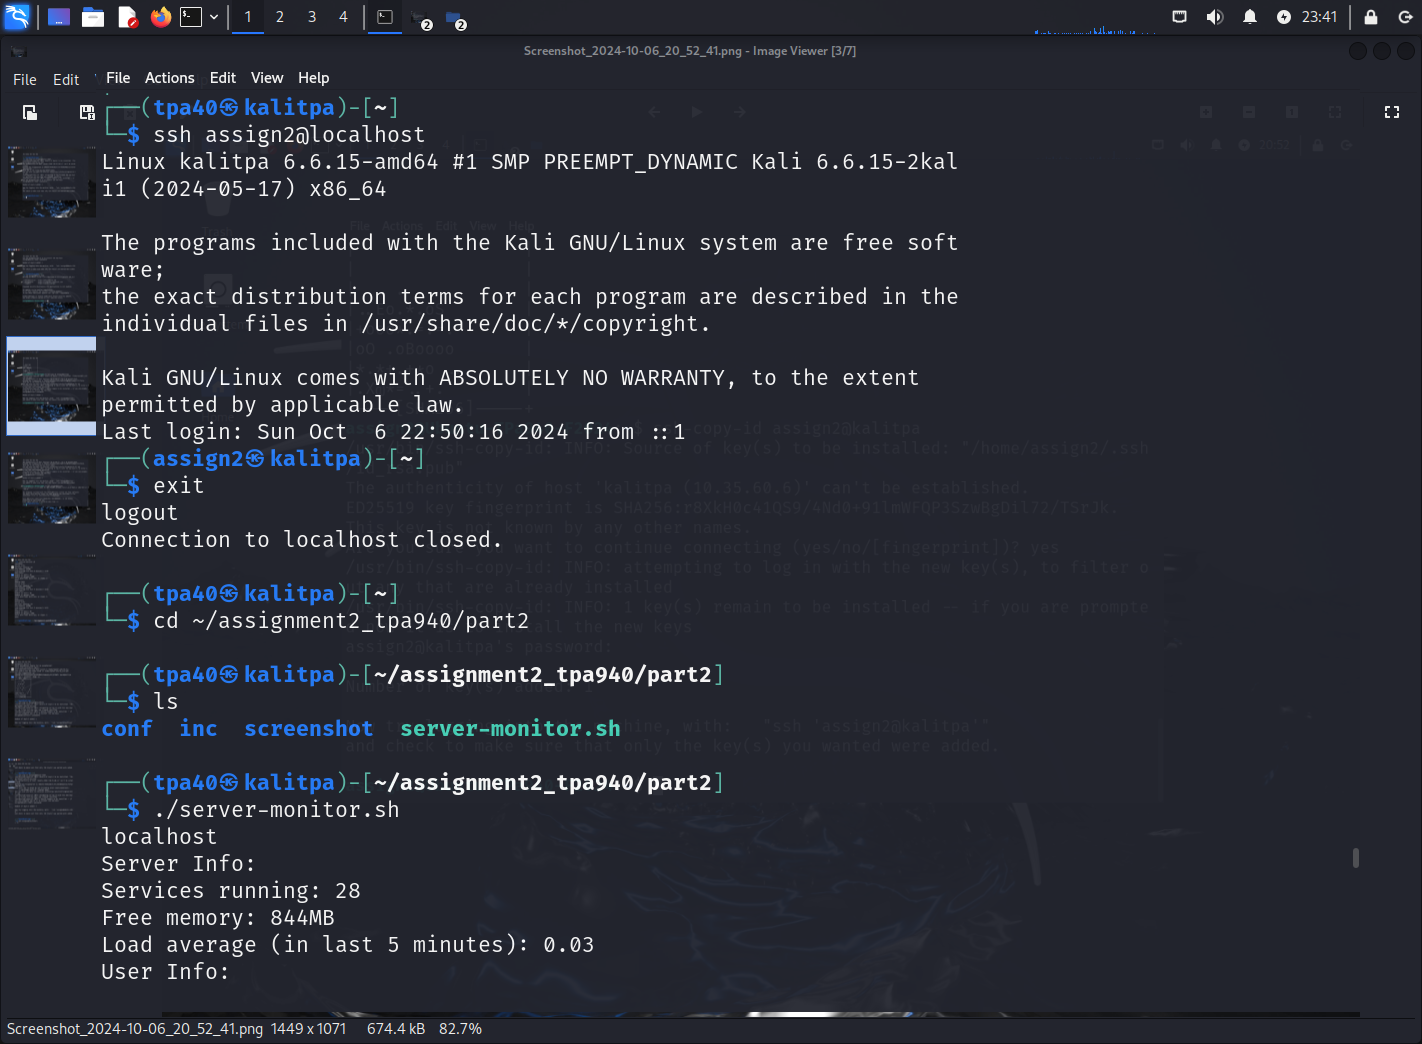 1 2 3 4 2 2 23:41
Screenshot_2024-10-06_20_52_41.png - Image Viewer [3/7]
File Edit File Actions Edit View Help
┌──(tpa40㉿kalitpa)-[~]
└─$ ssh assign2@localhost
Linux kalitpa 6.6.15-amd64 #1 SMP PREEMPT_DYNAMIC Kali 6.6.15-2kal
i1 (2024-05-17) x86_64
The programs included with the Kali GNU/Linux system are free soft
ware;
the exact distribution terms for each program are described in the
individual files in /usr/share/doc/*/copyright.
Kali GNU/Linux comes with ABSOLUTELY NO WARRANTY, to the extent
permitted by applicable law.
Last login: Sun Oct  6 22:50:16 2024 from ::1
┌──(assign2㉿kalitpa)-[~]
└─$ exit
logout
Connection to localhost closed.
┌──(tpa40㉿kalitpa)-[~]
└─$ cd ~/assignment2_tpa940/part2
┌──(tpa40㉿kalitpa)-[~/assignment2_tpa940/part2]
└─$ ls
conf  inc  screenshot  server-monitor.sh
┌──(tpa40㉿kalitpa)-[~/assignment2_tpa940/part2]
└─$ ./server-monitor.sh
localhost
Server Info:
Services running: 28
Free memory: 844MB
Load average (in last 5 minutes): 0.03
User Info:
Screenshot_2024-10-06_20_52_41.png 1449 x 1071 674.4 kB 82.7%